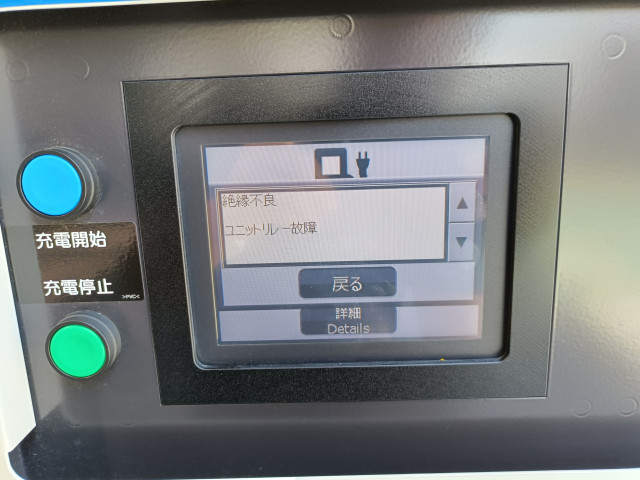 絶縁不良
ユニットリレー故障
戻る
詳細
Details
充電開始
充電停止
>PVC<